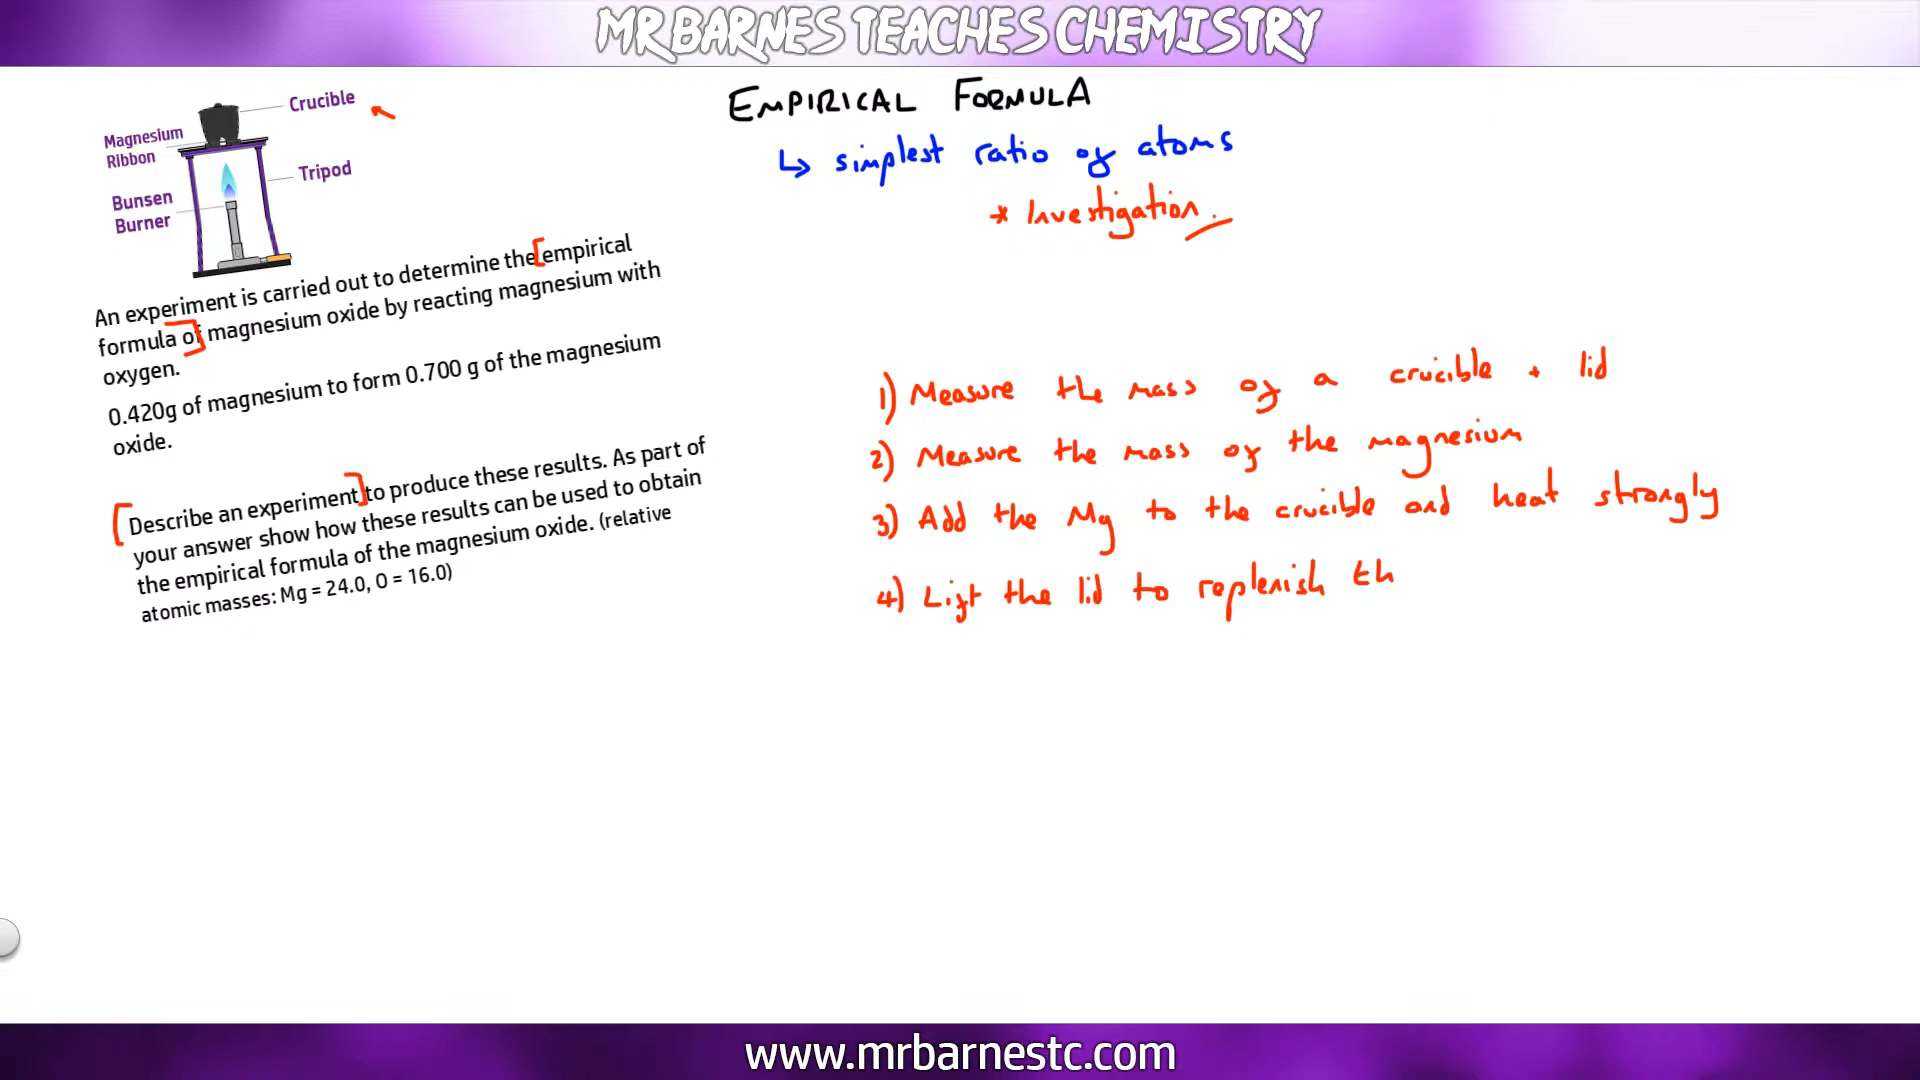 MR BARNES TEACHES CHEMISTRY
Crucible
Magnesium
Ribbon
Tripod
Bunsen
Burner
An experiment is carried out to determine the empirical
formula of magnesium oxide by reacting magnesium with
oxygen.
0.420g of magnesium to form 0.700 g of the magnesium
oxide.
Describe an experiment to produce these results. As part of
your answer show how these results can be used to obtain
the empirical formula of the magnesium oxide. (relative
atomic masses: Mg = 24.0, O = 16.0)
EMPIRICAL FORMULA
↳ simplest ratio of atoms
* Investigation.
1) Measure the mass of a crucible + lid
2) Measure the mass of the magnesium
3) Add the Mg to the crucible and heat strongly
4) Lift the lid to replenish th
www.mrbarnestc.com